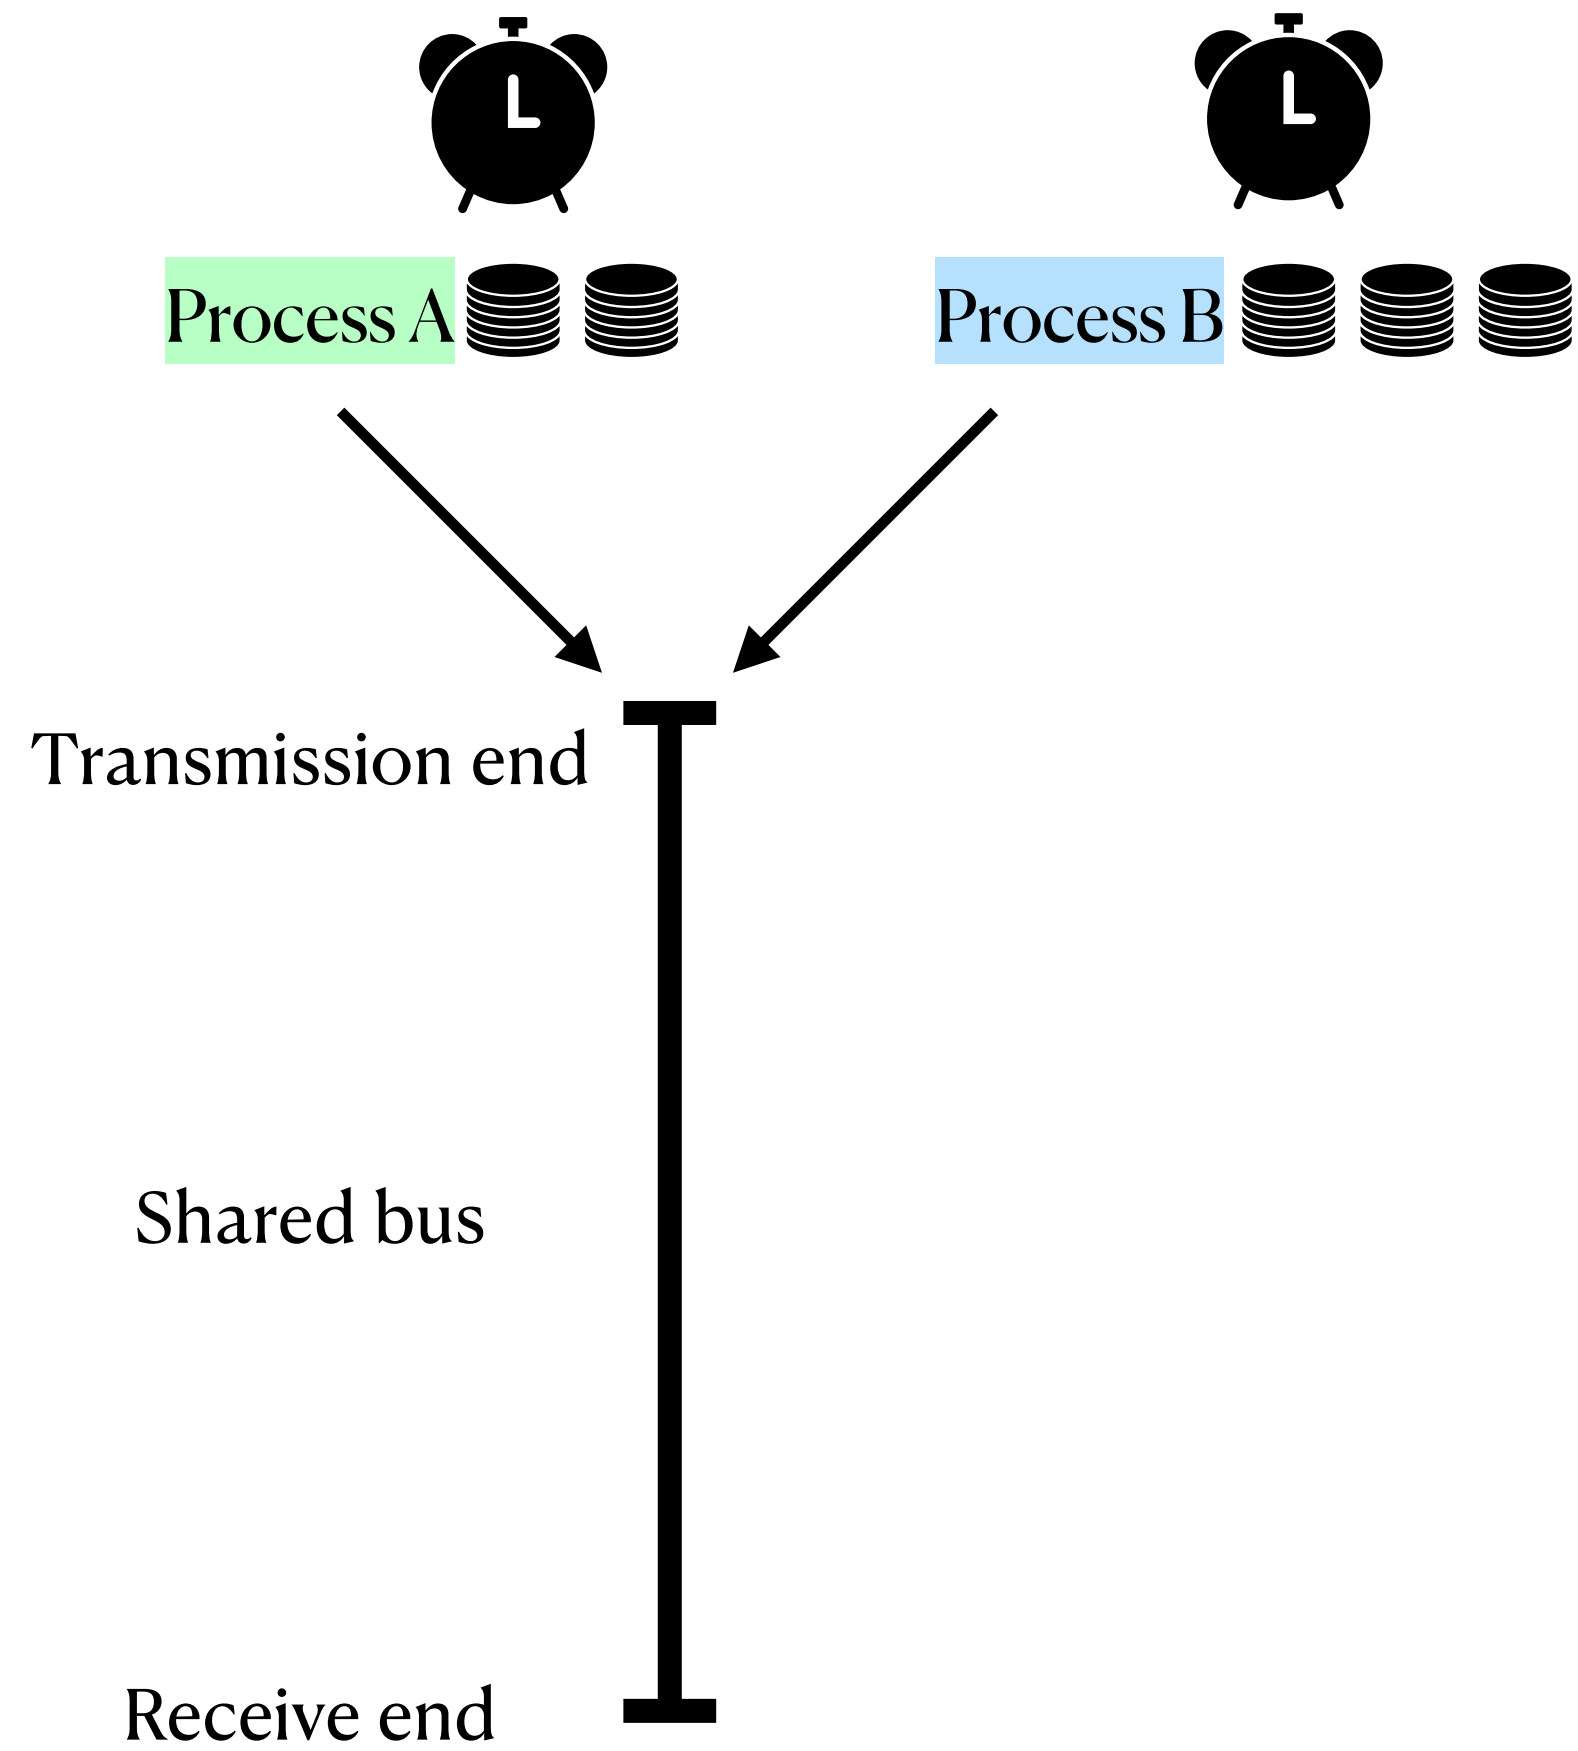 Process A
Process B
Transmission end
Shared bus
Receive end